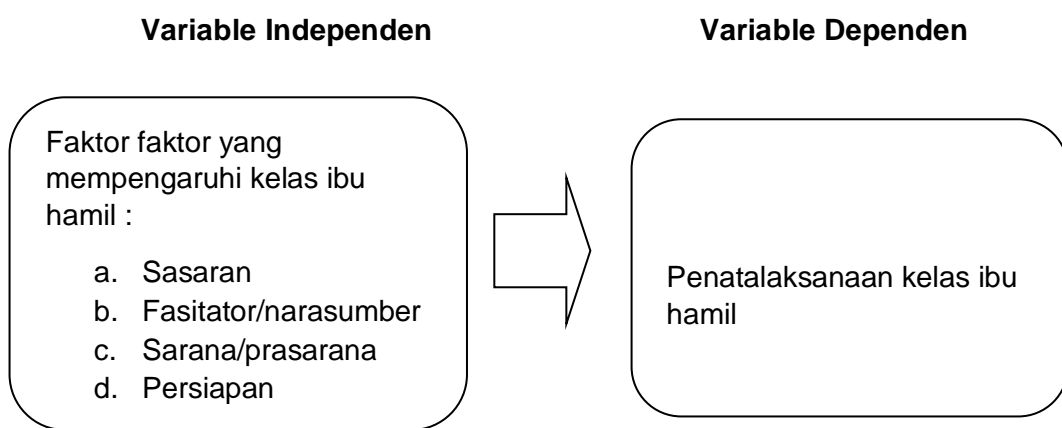 Variable Independen
Variable Dependen
Faktor faktor yang
mempengaruhi kelas ibu
hamil :
a. Sasaran
b. Fasitator/narasumber
c. Sarana/prasarana
d. Persiapan
Penatalaksanaan kelas ibu
hamil